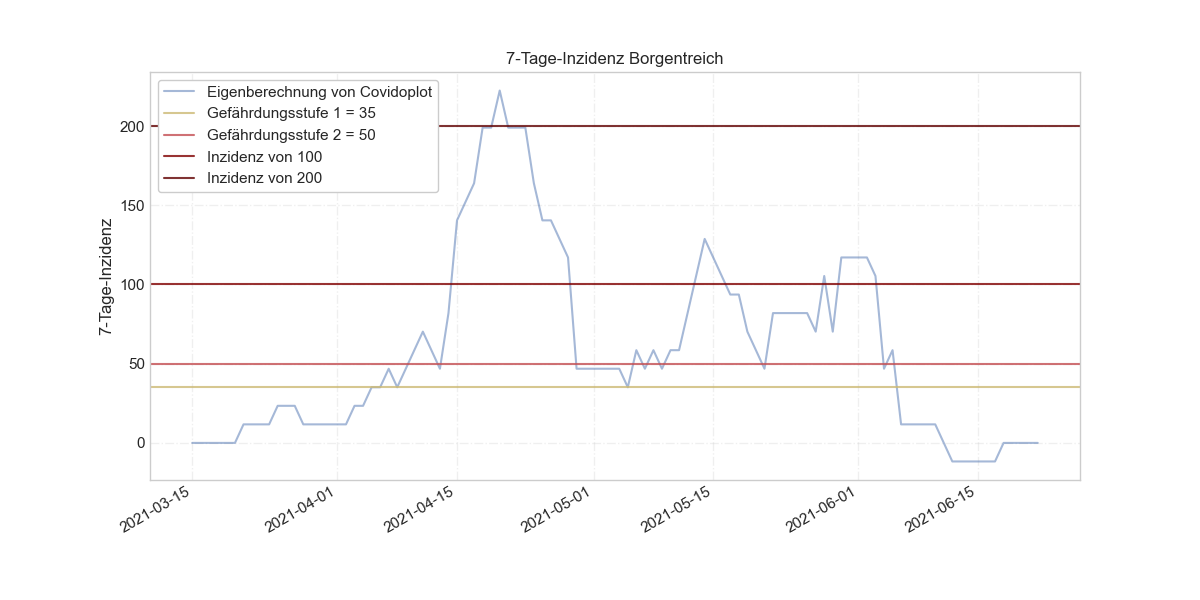 7-Tage-Inzidenz Borgentreich
Eigenberechnung von Covidoplot
Gefährdungsstufe 1 = 35
Gefährdungsstufe 2 = 50
Inzidenz von 100
Inzidenz von 200
7-Tage-Inzidenz
200
150
100
50
0
2021-03-15
2021-04-01
2021-04-15
2021-05-01
2021-05-15
2021-06-01
2021-06-15